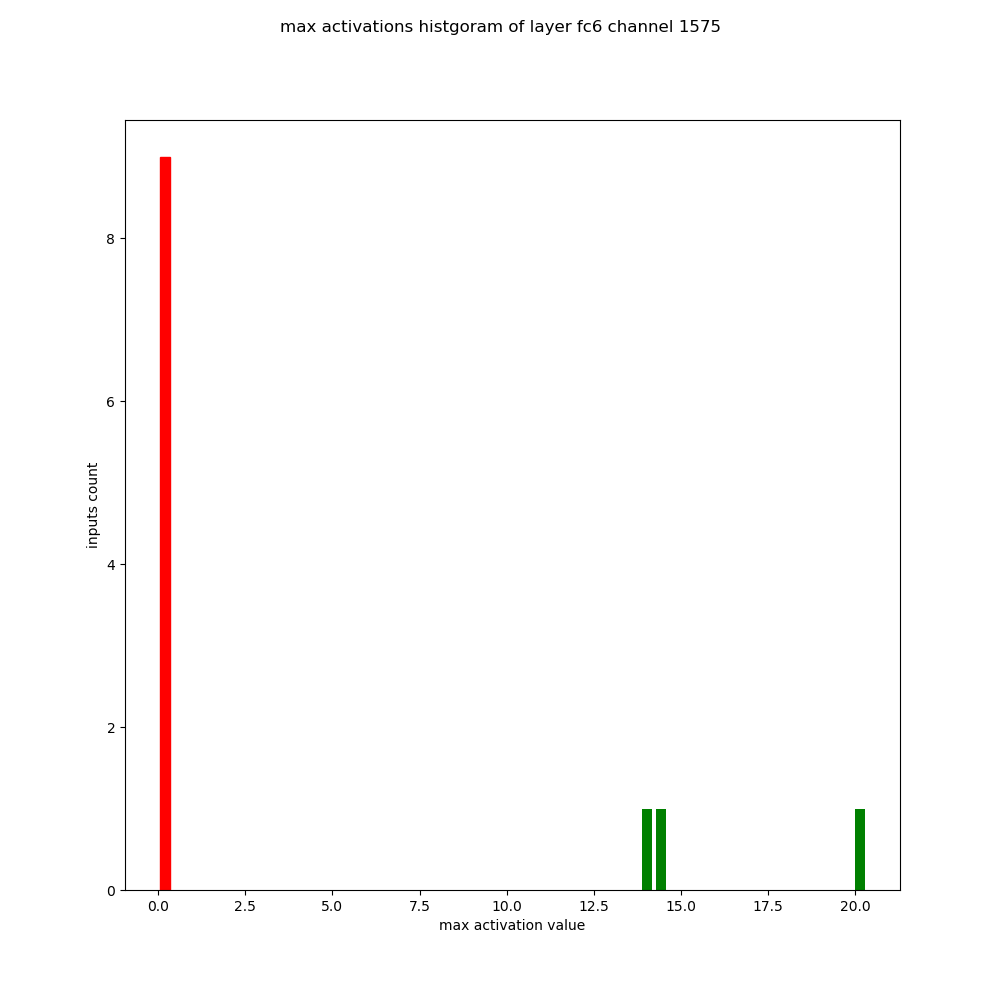 max activations histgoram of layer fc6 channel 1575
8
6
4
2
0
inputs count
0.0 2.5 5.0 7.5 10.0 12.5 15.0 17.5 20.0
max activation value